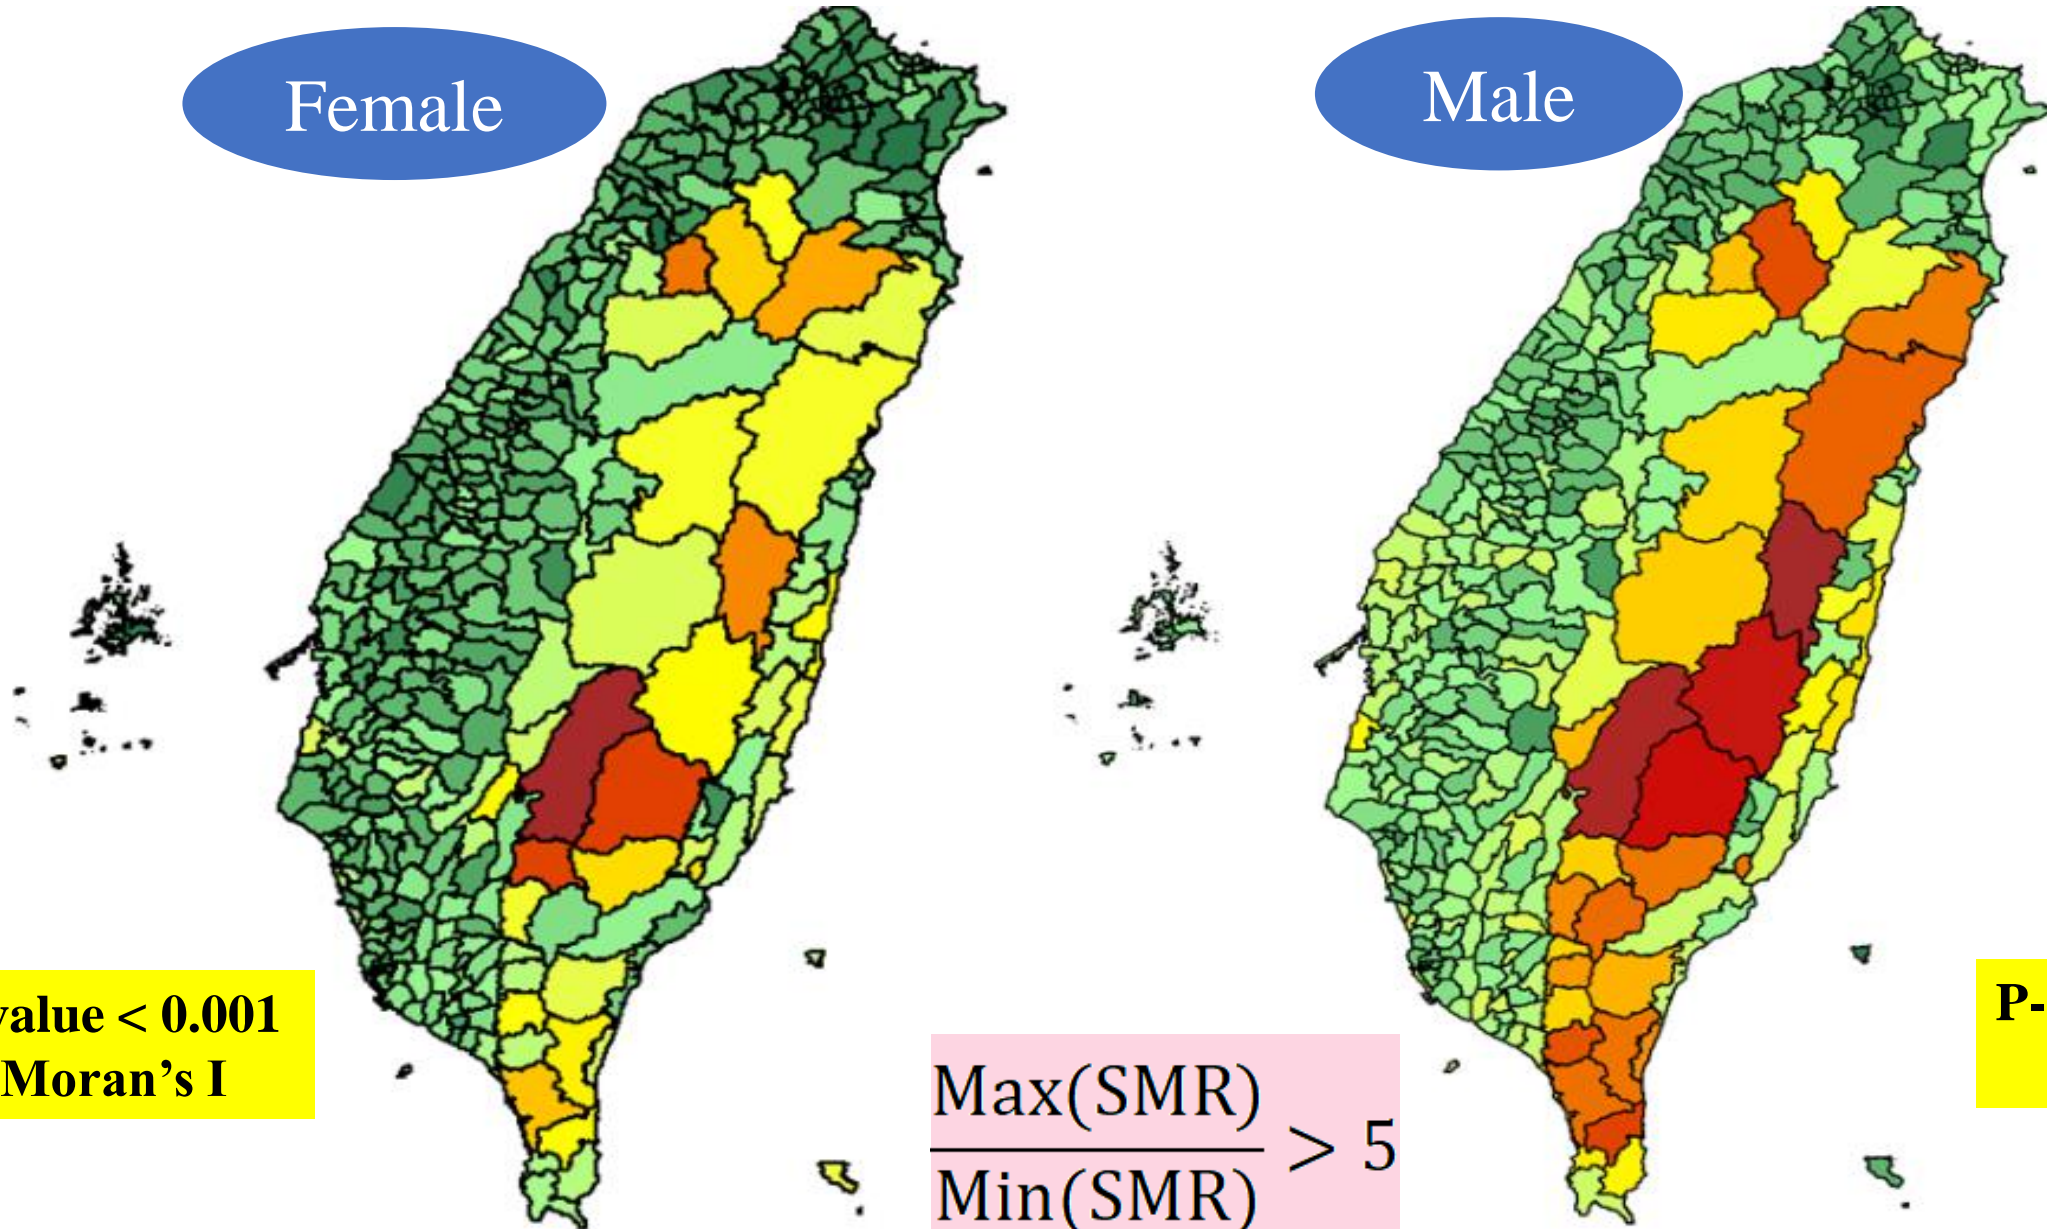 Female
Male
value < 0.001
Moran's I
Max(SMR)
Min(SMR)
> 5
P-